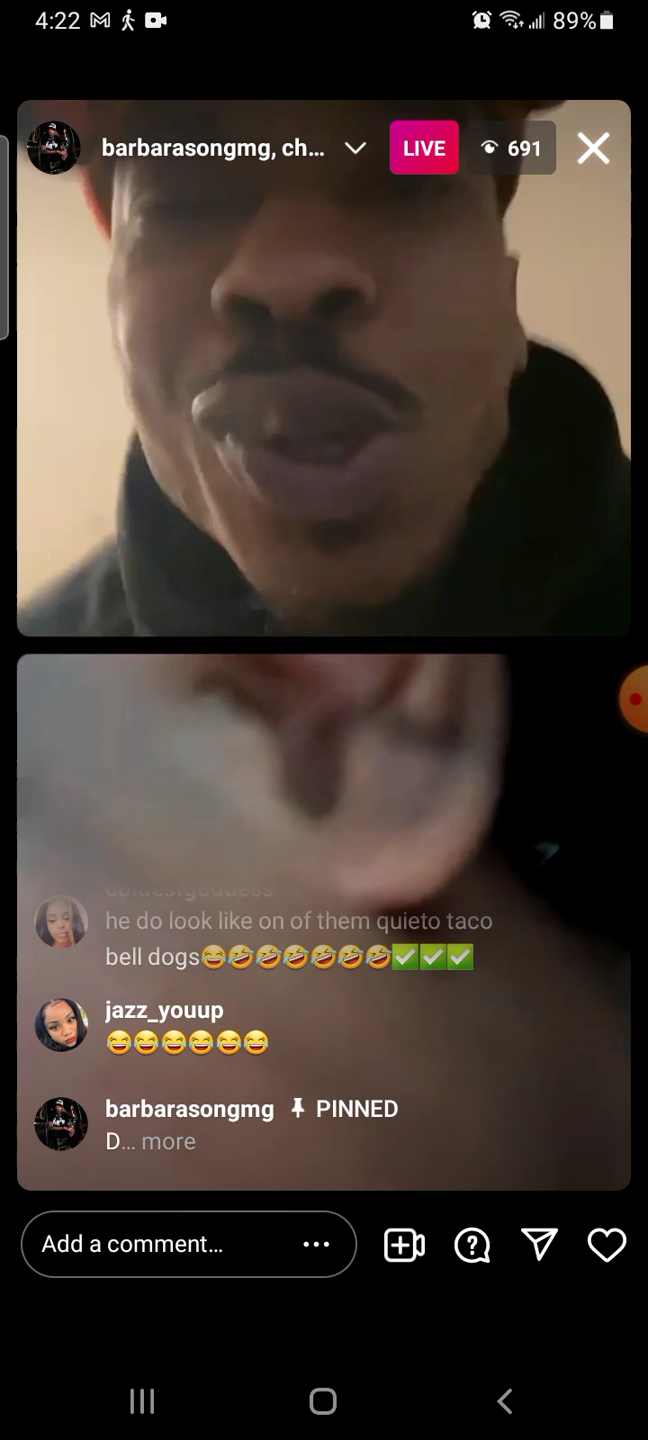 4:22 89%
barbarasongmg, ch... LIVE 691
coldestgoddess
he do look like on of them quieto taco
bell dogs😂🤣🤣🤣🤣🤣🤣✅✅✅
jazz_youup
😂😂😂😂😂😂
barbarasongmg PINNED
D... more
Add a comment...